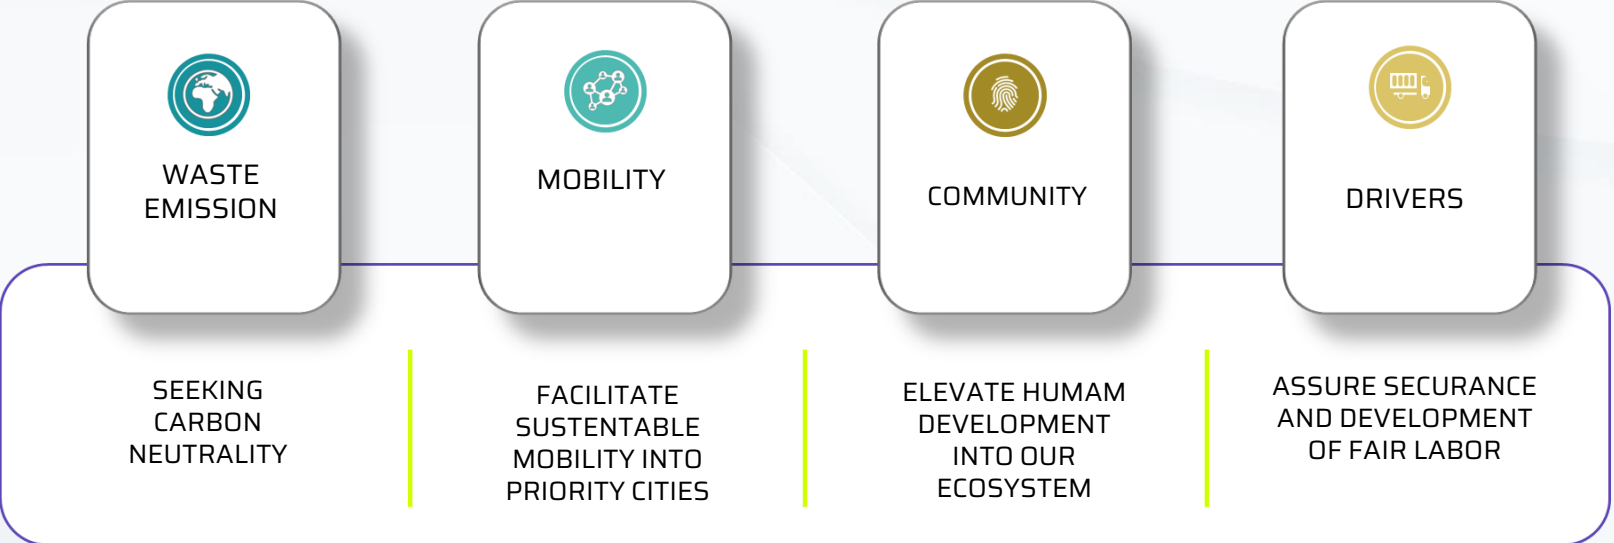 WASTE
EMISSION
MOBILITY
COMMUNITY
DRIVERS
SEEKING
CARBON
NEUTRALITY
FACILITATE
SUSTENTABLE
MOBILITY INTO
PRIORITY CITIES
ELEVATE HUMAM
DEVELOPMENT
INTO OUR
ECOSYSTEM
ASSURE SECURANCE
AND DEVELOPMENT
OF FAIR LABOR